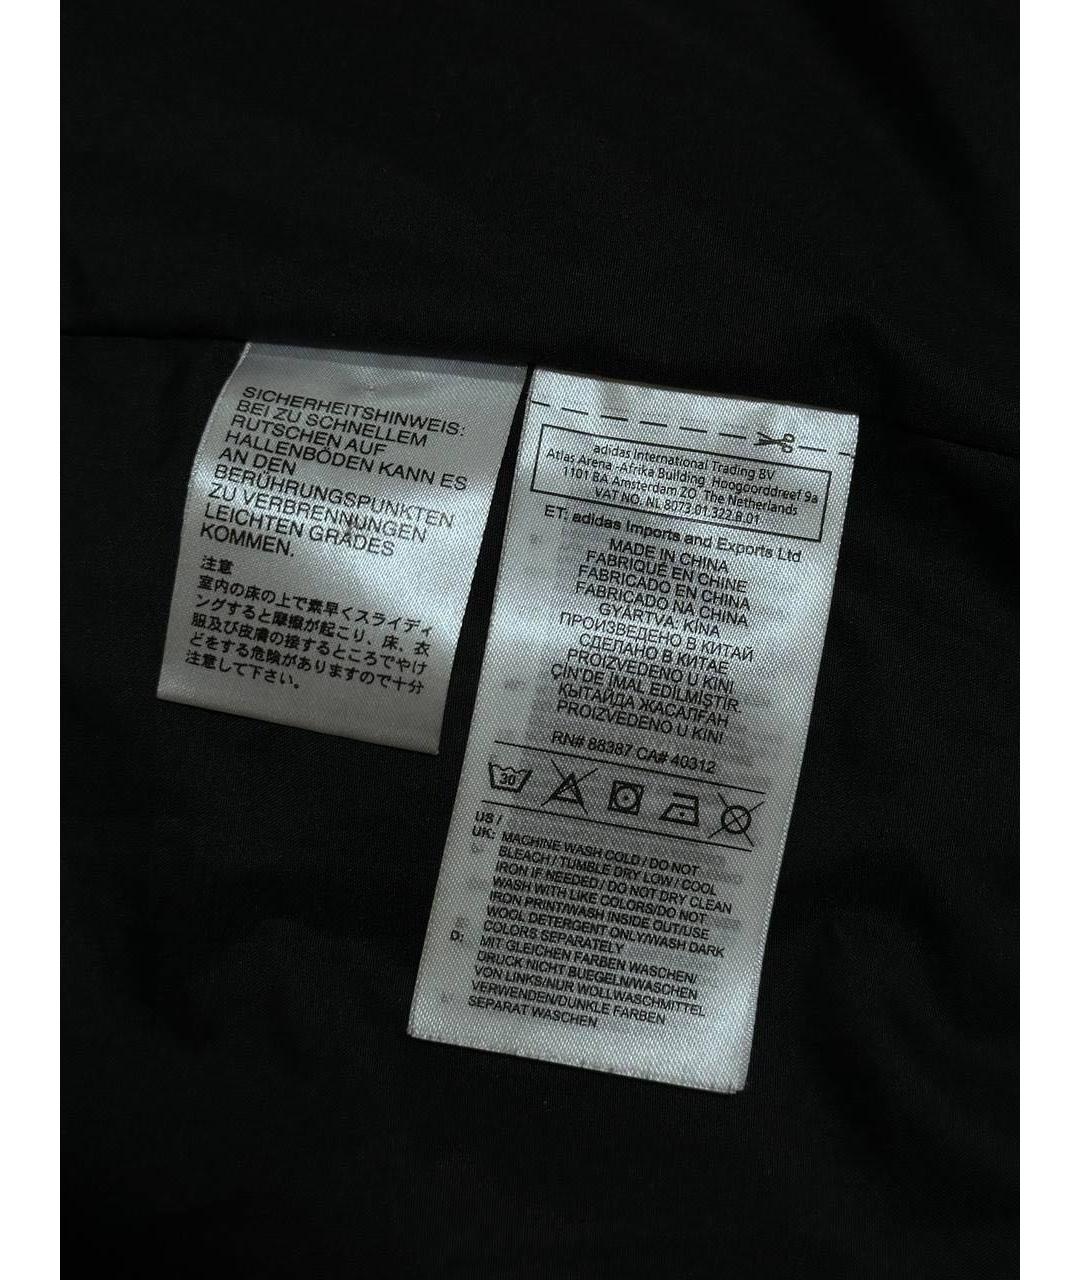 SICHERHEITSHINWEIS:
BEI ZU SCHNELLEM
RUTSCHEN AUF
HALLENBÖDEN KANN ES
AN DEN
BERÜHRUNGSPUNKTEN
ZU VERBRENNUNGEN
LEICHTEN GRADES
KOMMEN.
注意
室内の床の上で素早くスライディ
ングすると摩擦が起こり、床、衣
服及び皮膚の接するところでやけ
どをする危険がありますので十分
注意して下さい。
adidas International Trading BV
Atlas Arena -Afrika Building Hoogoorddreef 9a
1101 BA Amsterdam ZO The Netherlands
VAT NO. NL 8073.01.322.B.01
ET: adidas Imports and Exports Ltd
MADE IN CHINA
FABRIQUÉ EN CHINE
FABRICADO EN CHINA
FABRICADO NA CHINA
GYÁRTVA: KÍNA
ПРОИЗВЕДЕНО В КИТАЙ
СДЕЛАНО В КИТАЕ
PROIZVEDENO U KINI
ÇİN'DE İMAL EDİLMİŞTİR
ҚЫТАЙДА ЖАСАЛҒАН
PROIZVEDENO U KINI
RN# 88387 CA# 40312
30
US /
UK: MACHINE WASH COLD / DO NOT
BLEACH / TUMBLE DRY LOW / COOL
IRON IF NEEDED / DO NOT DRY CLEAN
WASH WITH LIKE COLORS/DO NOT
IRON PRINT/WASH INSIDE OUT/USE
WOOL DETERGENT ONLY/WASH DARK
COLORS SEPARATELY
D: MIT GLEICHEN FARBEN WASCHEN/
DRUCK NICHT BUEGELN/WASCHEN
VON LINKS/NUR WOLLWASCHMITTEL
VERWENDEN/DUNKLE FARBEN
SEPARAT WASCHEN